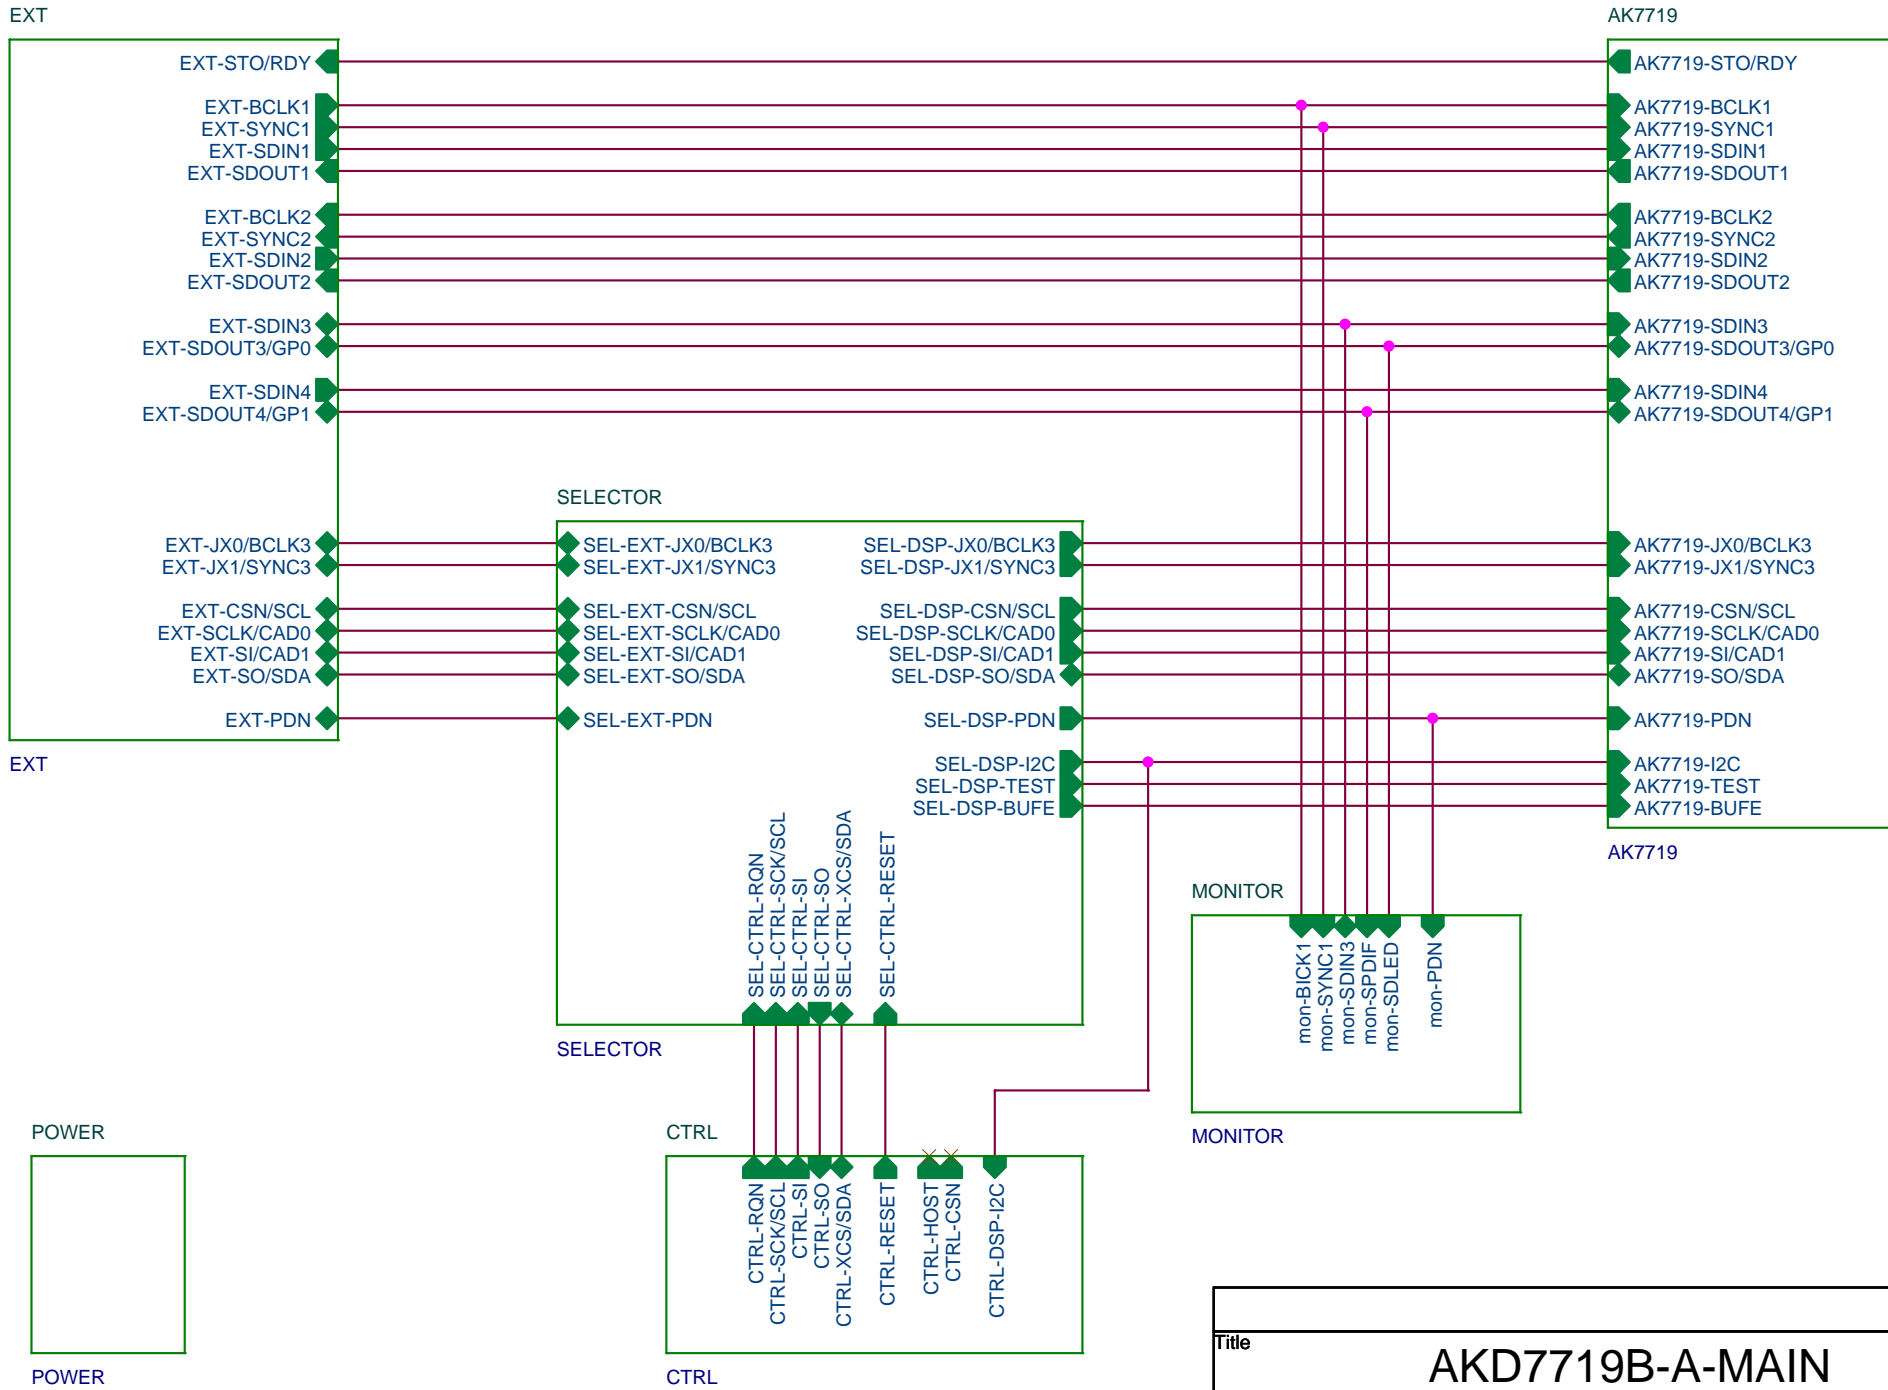 EXT
AK7719
EXT-STO/RDY
AK7719-STO/RDY
EXT-BCLK1
AK7719-BCLK1
EXT-SYNC1
AK7719-SYNC1
EXT-SDIN1
AK7719-SDIN1
EXT-SDOUT1
AK7719-SDOUT1
EXT-BCLK2
AK7719-BCLK2
EXT-SYNC2
AK7719-SYNC2
EXT-SDIN2
AK7719-SDIN2
EXT-SDOUT2
AK7719-SDOUT2
EXT-SDIN3
AK7719-SDIN3
EXT-SDOUT3/GP0
AK7719-SDOUT3/GP0
EXT-SDIN4
AK7719-SDIN4
EXT-SDOUT4/GP1
AK7719-SDOUT4/GP1
SELECTOR
EXT-JX0/BCLK3
SEL-EXT-JX0/BCLK3
SEL-DSP-JX0/BCLK3
AK7719-JX0/BCLK3
EXT-JX1/SYNC3
SEL-EXT-JX1/SYNC3
SEL-DSP-JX1/SYNC3
AK7719-JX1/SYNC3
EXT-CSN/SCL
SEL-EXT-CSN/SCL
SEL-DSP-CSN/SCL
AK7719-CSN/SCL
EXT-SCLK/CAD0
SEL-EXT-SCLK/CAD0
SEL-DSP-SCLK/CAD0
AK7719-SCLK/CAD0
EXT-SI/CAD1
SEL-EXT-SI/CAD1
SEL-DSP-SI/CAD1
AK7719-SI/CAD1
EXT-SO/SDA
SEL-EXT-SO/SDA
SEL-DSP-SO/SDA
AK7719-SO/SDA
EXT-PDN
SEL-EXT-PDN
SEL-DSP-PDN
AK7719-PDN
EXT
SEL-DSP-I2C
AK7719-I2C
SEL-DSP-TEST
AK7719-TEST
SEL-DSP-BUFE
AK7719-BUFE
AK7719
SEL-CTRL-RQN
SEL-CTRL-SCK/SCL
SEL-CTRL-SI
SEL-CTRL-SO
SEL-CTRL-XCS/SDA
SEL-CTRL-RESET
MONITOR
mon-BICK1
mon-SYNC1
mon-SDIN3
mon-SPDIF
mon-SDLED
mon-PDN
SELECTOR
MONITOR
POWER
CTRL
CTRL-RQN
CTRL-SCK/SCL
CTRL-SI
CTRL-SO
CTRL-XCS/SDA
CTRL-RESET
CTRL-HOST
CTRL-CSN
CTRL-DSP-I2C
POWER
CTRL
Title
AKD7719B-A-MAIN